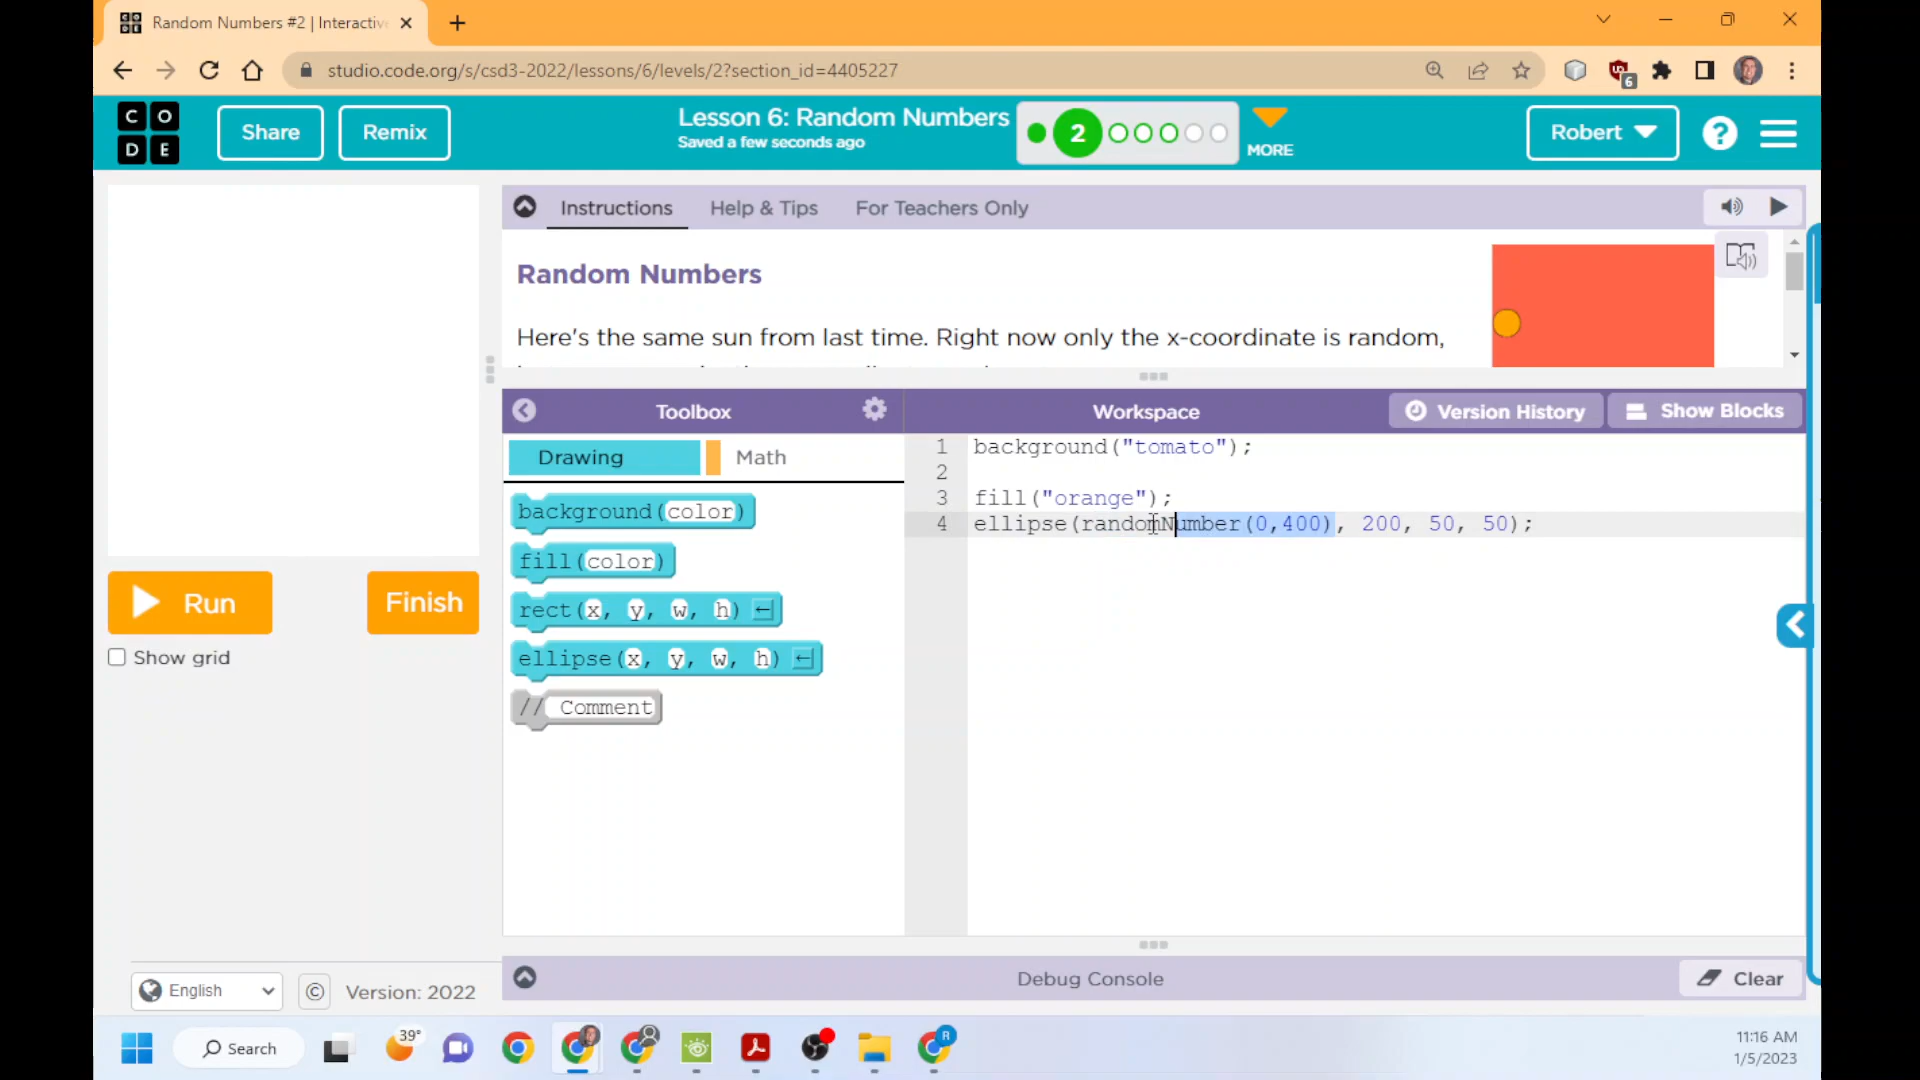 Random Numbers #2 | Interactiv
studio.code.org/s/csd3-2022/lessons/6/levels/2?section_id=4405227
6
C O
D E
Share
Remix
Lesson 6: Random Numbers
Saved a few seconds ago
2
MORE
Robert
?
Instructions
Help & Tips
For Teachers Only
Random Numbers
Here's the same sun from last time. Right now only the x-coordinate is random,
Toolbox
Workspace
Version History
Show Blocks
Drawing
Math
background(color)
fill(color)
rect(x, y, w, h)
ellipse(x, y, w, h)
// Comment
1 background("tomato");
2
3 fill("orange");
4 ellipse(randomNumber(0,400), 200, 50, 50);
Run
Finish
Show grid
English
©
Version: 2022
Debug Console
Clear
Search
39°
R
11:16 AM
1/5/2023